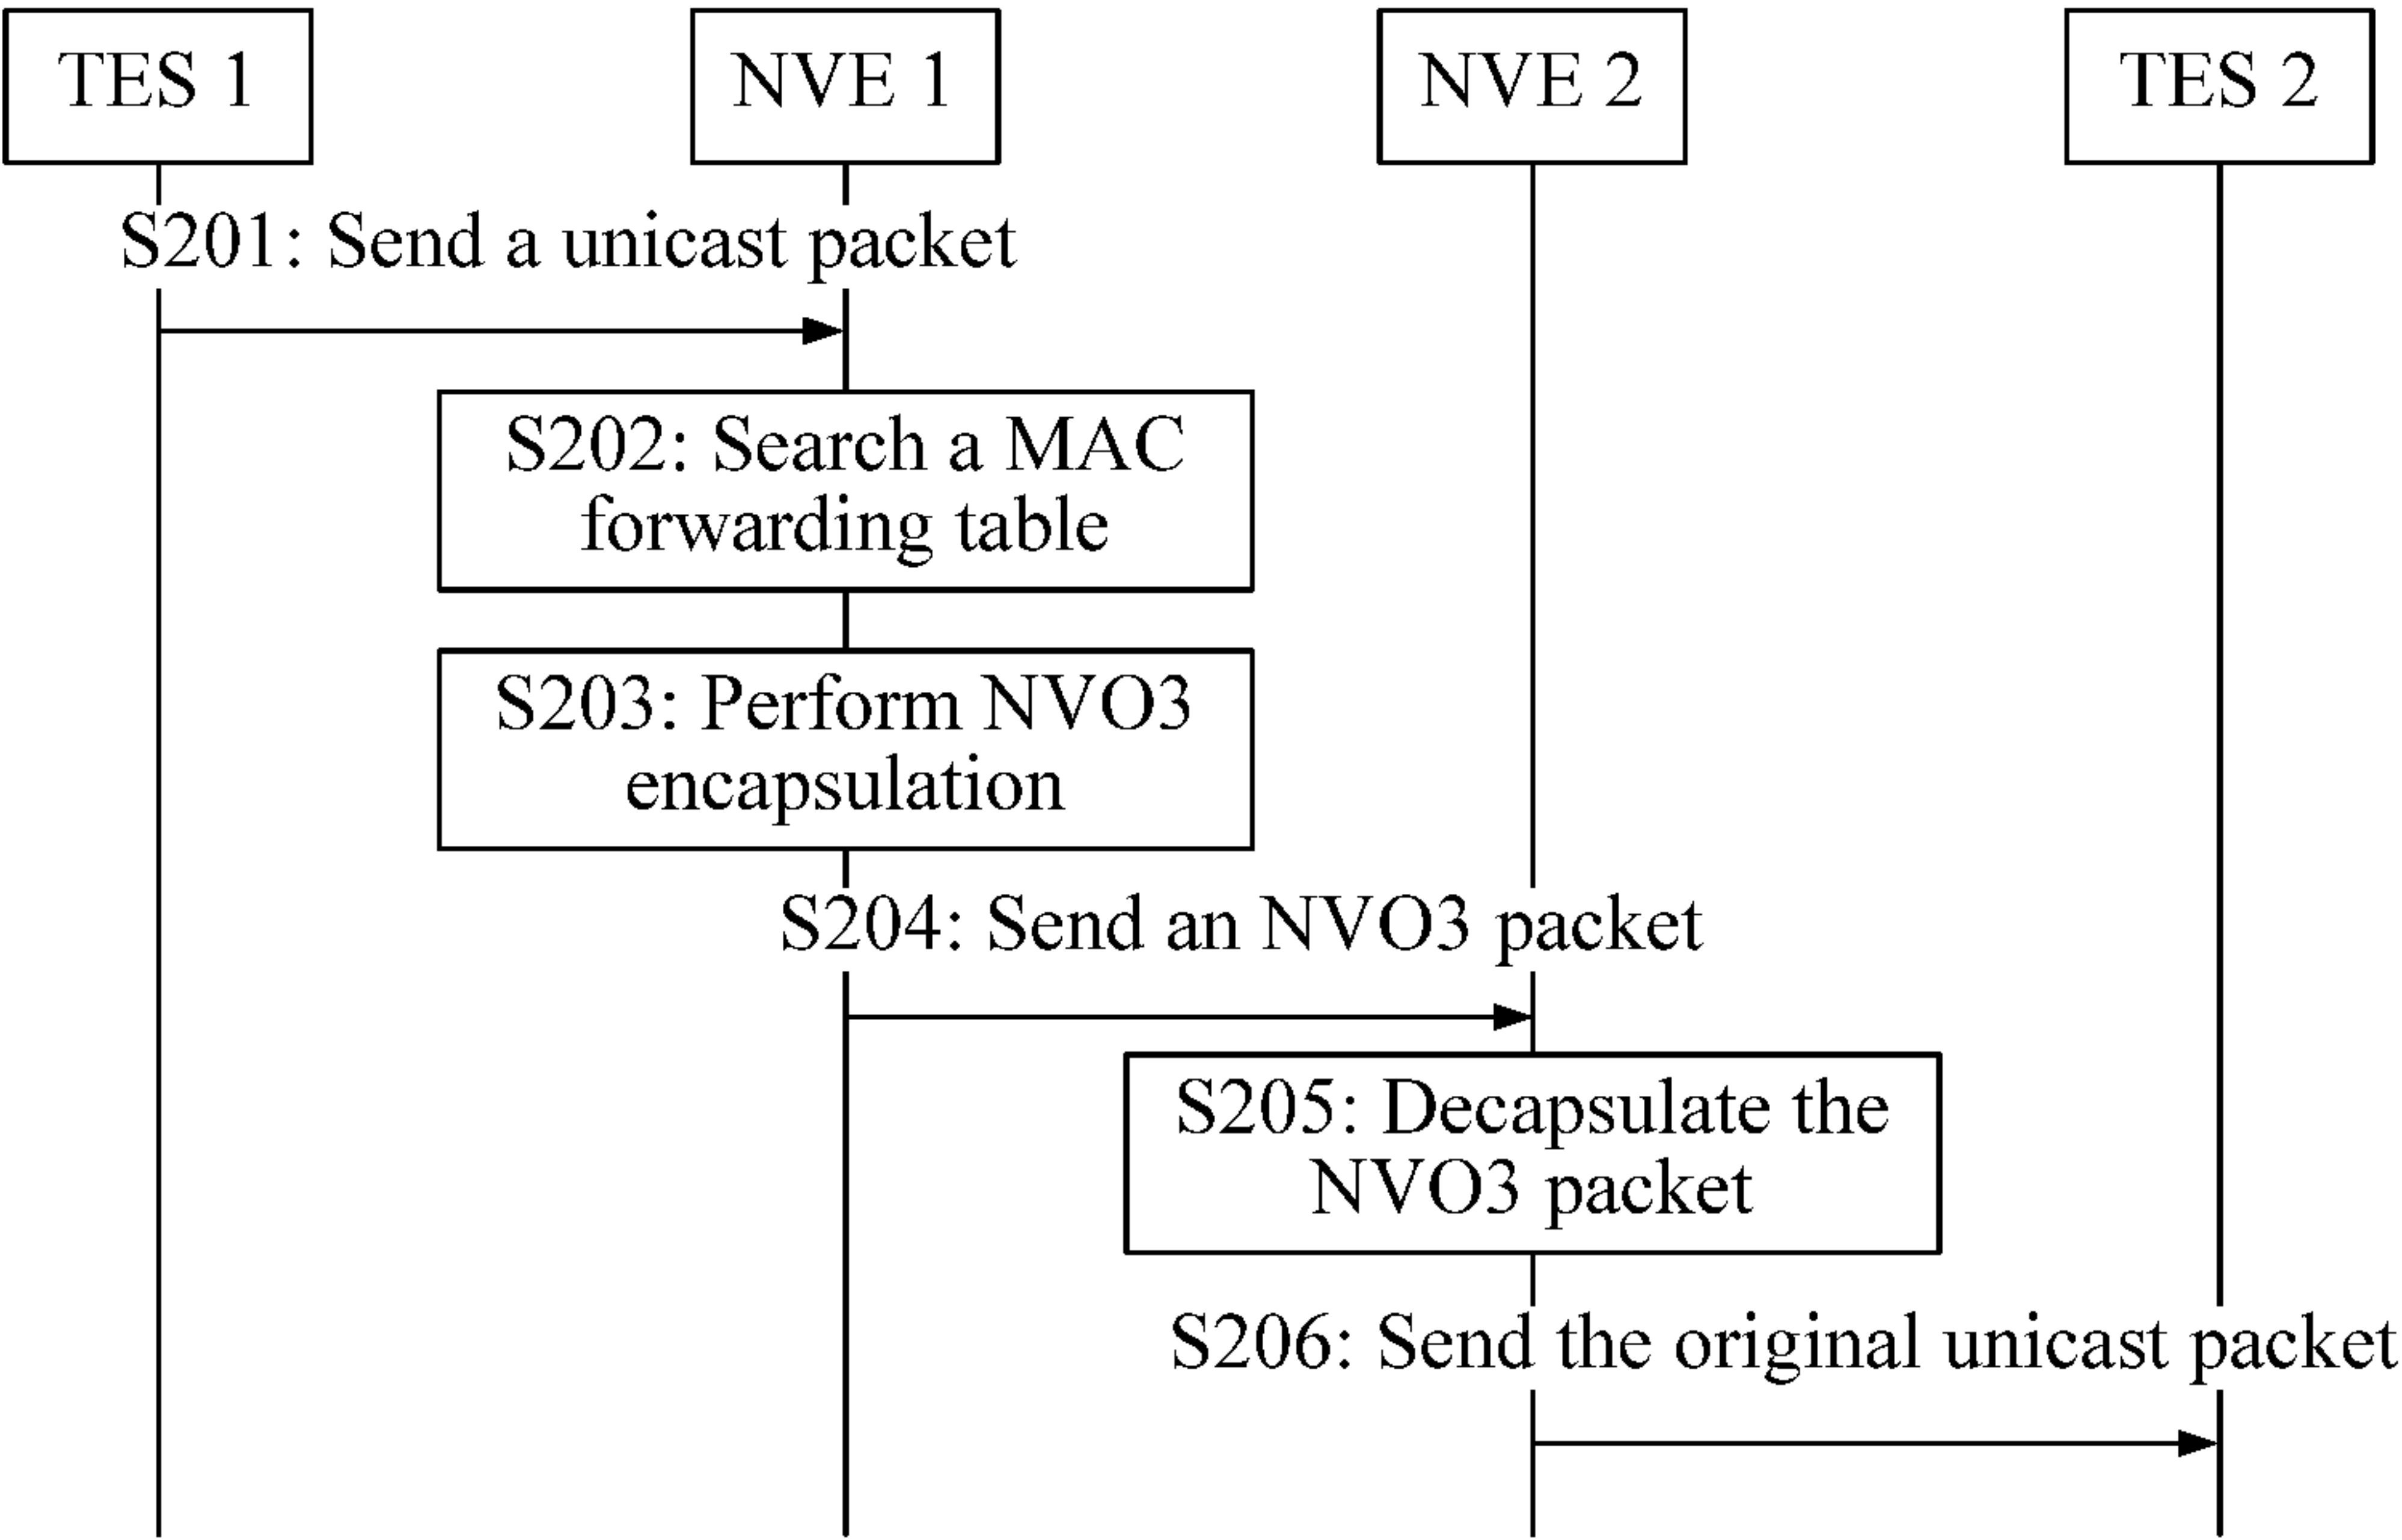 TES 1
NVE 1
NVE 2
TES 2
S201: Send a unicast packet
S202: Search a MAC
forwarding table
S203: Perform NVO3
encapsulation
S204: Send an NVO3 packet
S205: Decapsulate the
NVO3 packet
S206: Send the original unicast packet